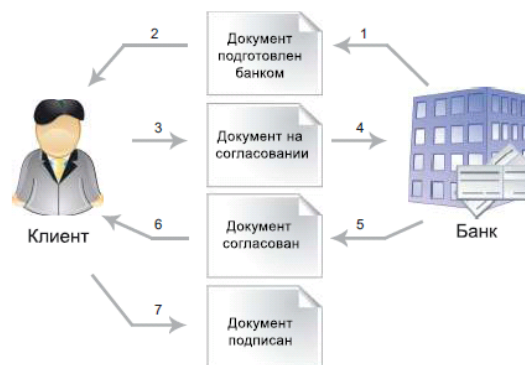 2
Документ
подготовлен
банком
1
3
Документ на
согласовании
4
Клиент
6
Документ
согласован
5
Банк
7
Документ
подписан